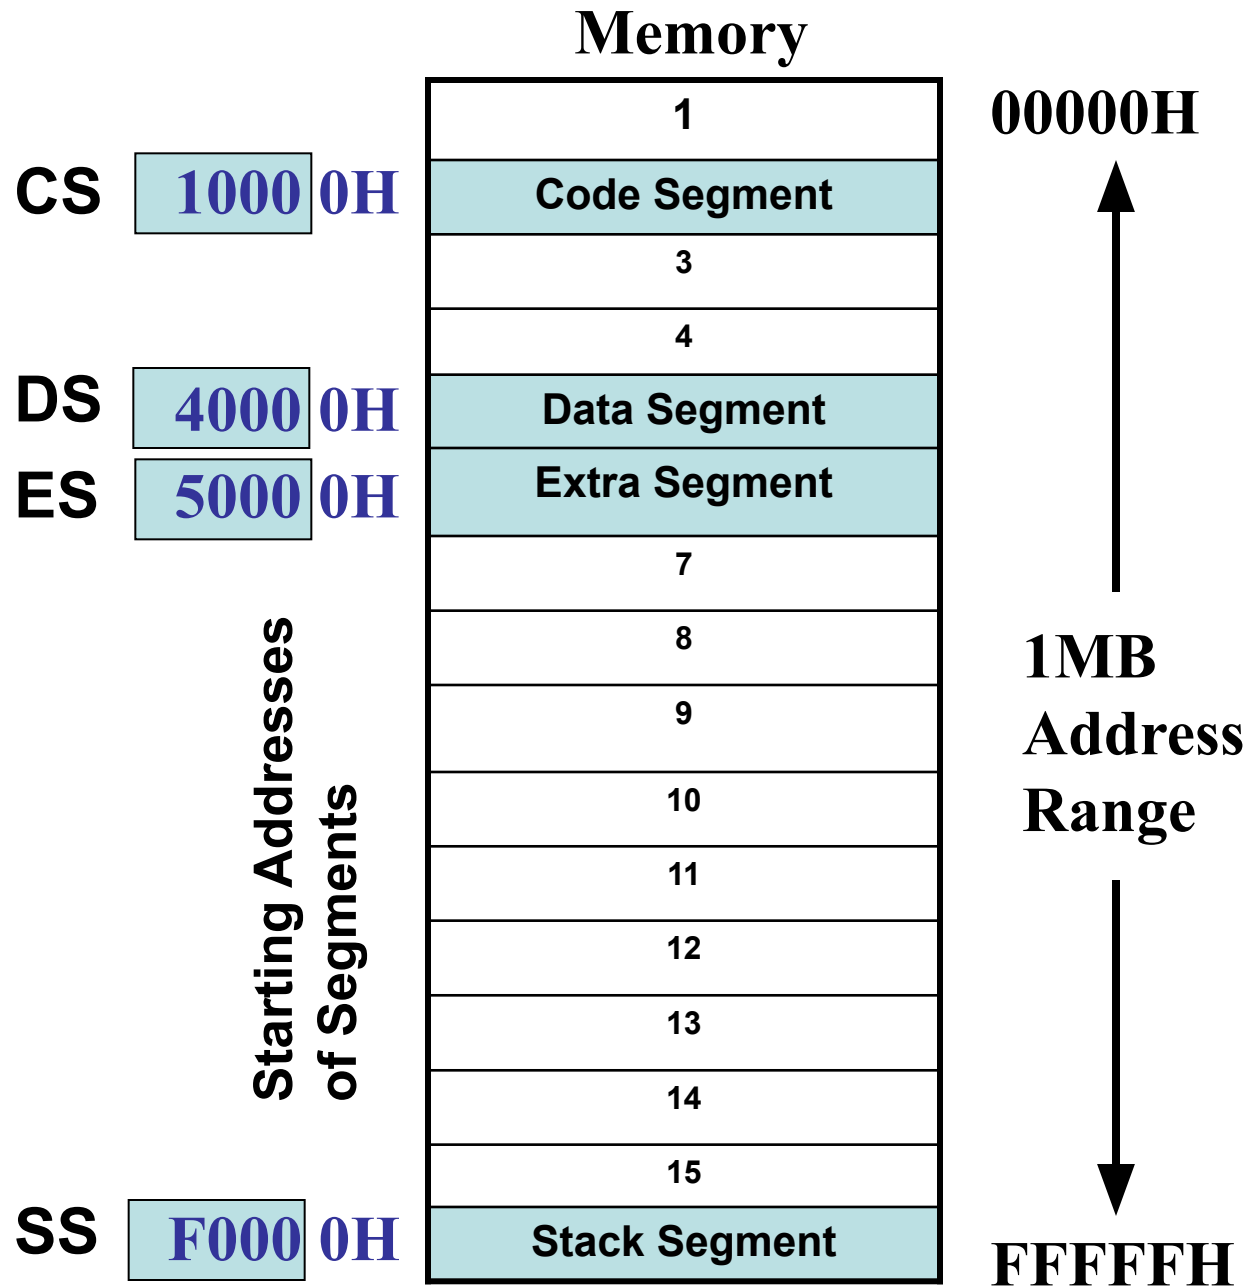 Memory
1
00000H
CS 1000 0H Code Segment
3
4
DS 4000 0H Data Segment
ES 5000 0H Extra Segment
7
8
9
10
11
12
13
14
15
SS F000 0H Stack Segment
FFFFFH
Starting Addresses
of Segments
1MB
Address
Range